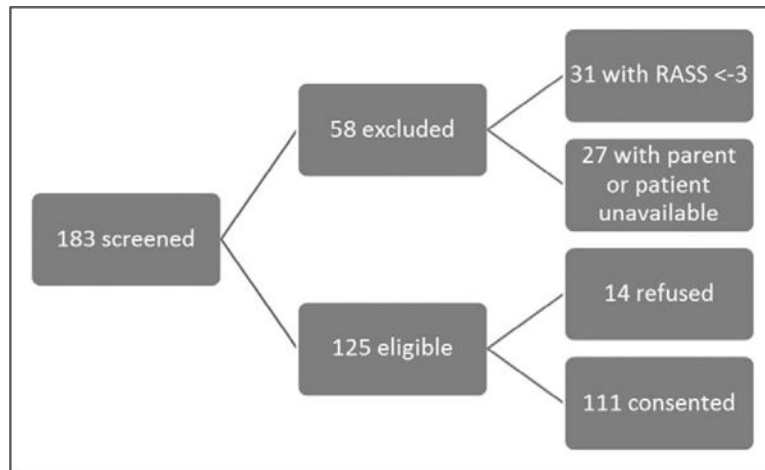 183 screened
58 excluded
31 with RASS <-3
27 with parent
or patient
unavailable
125 eligible
14 refused
111 consented